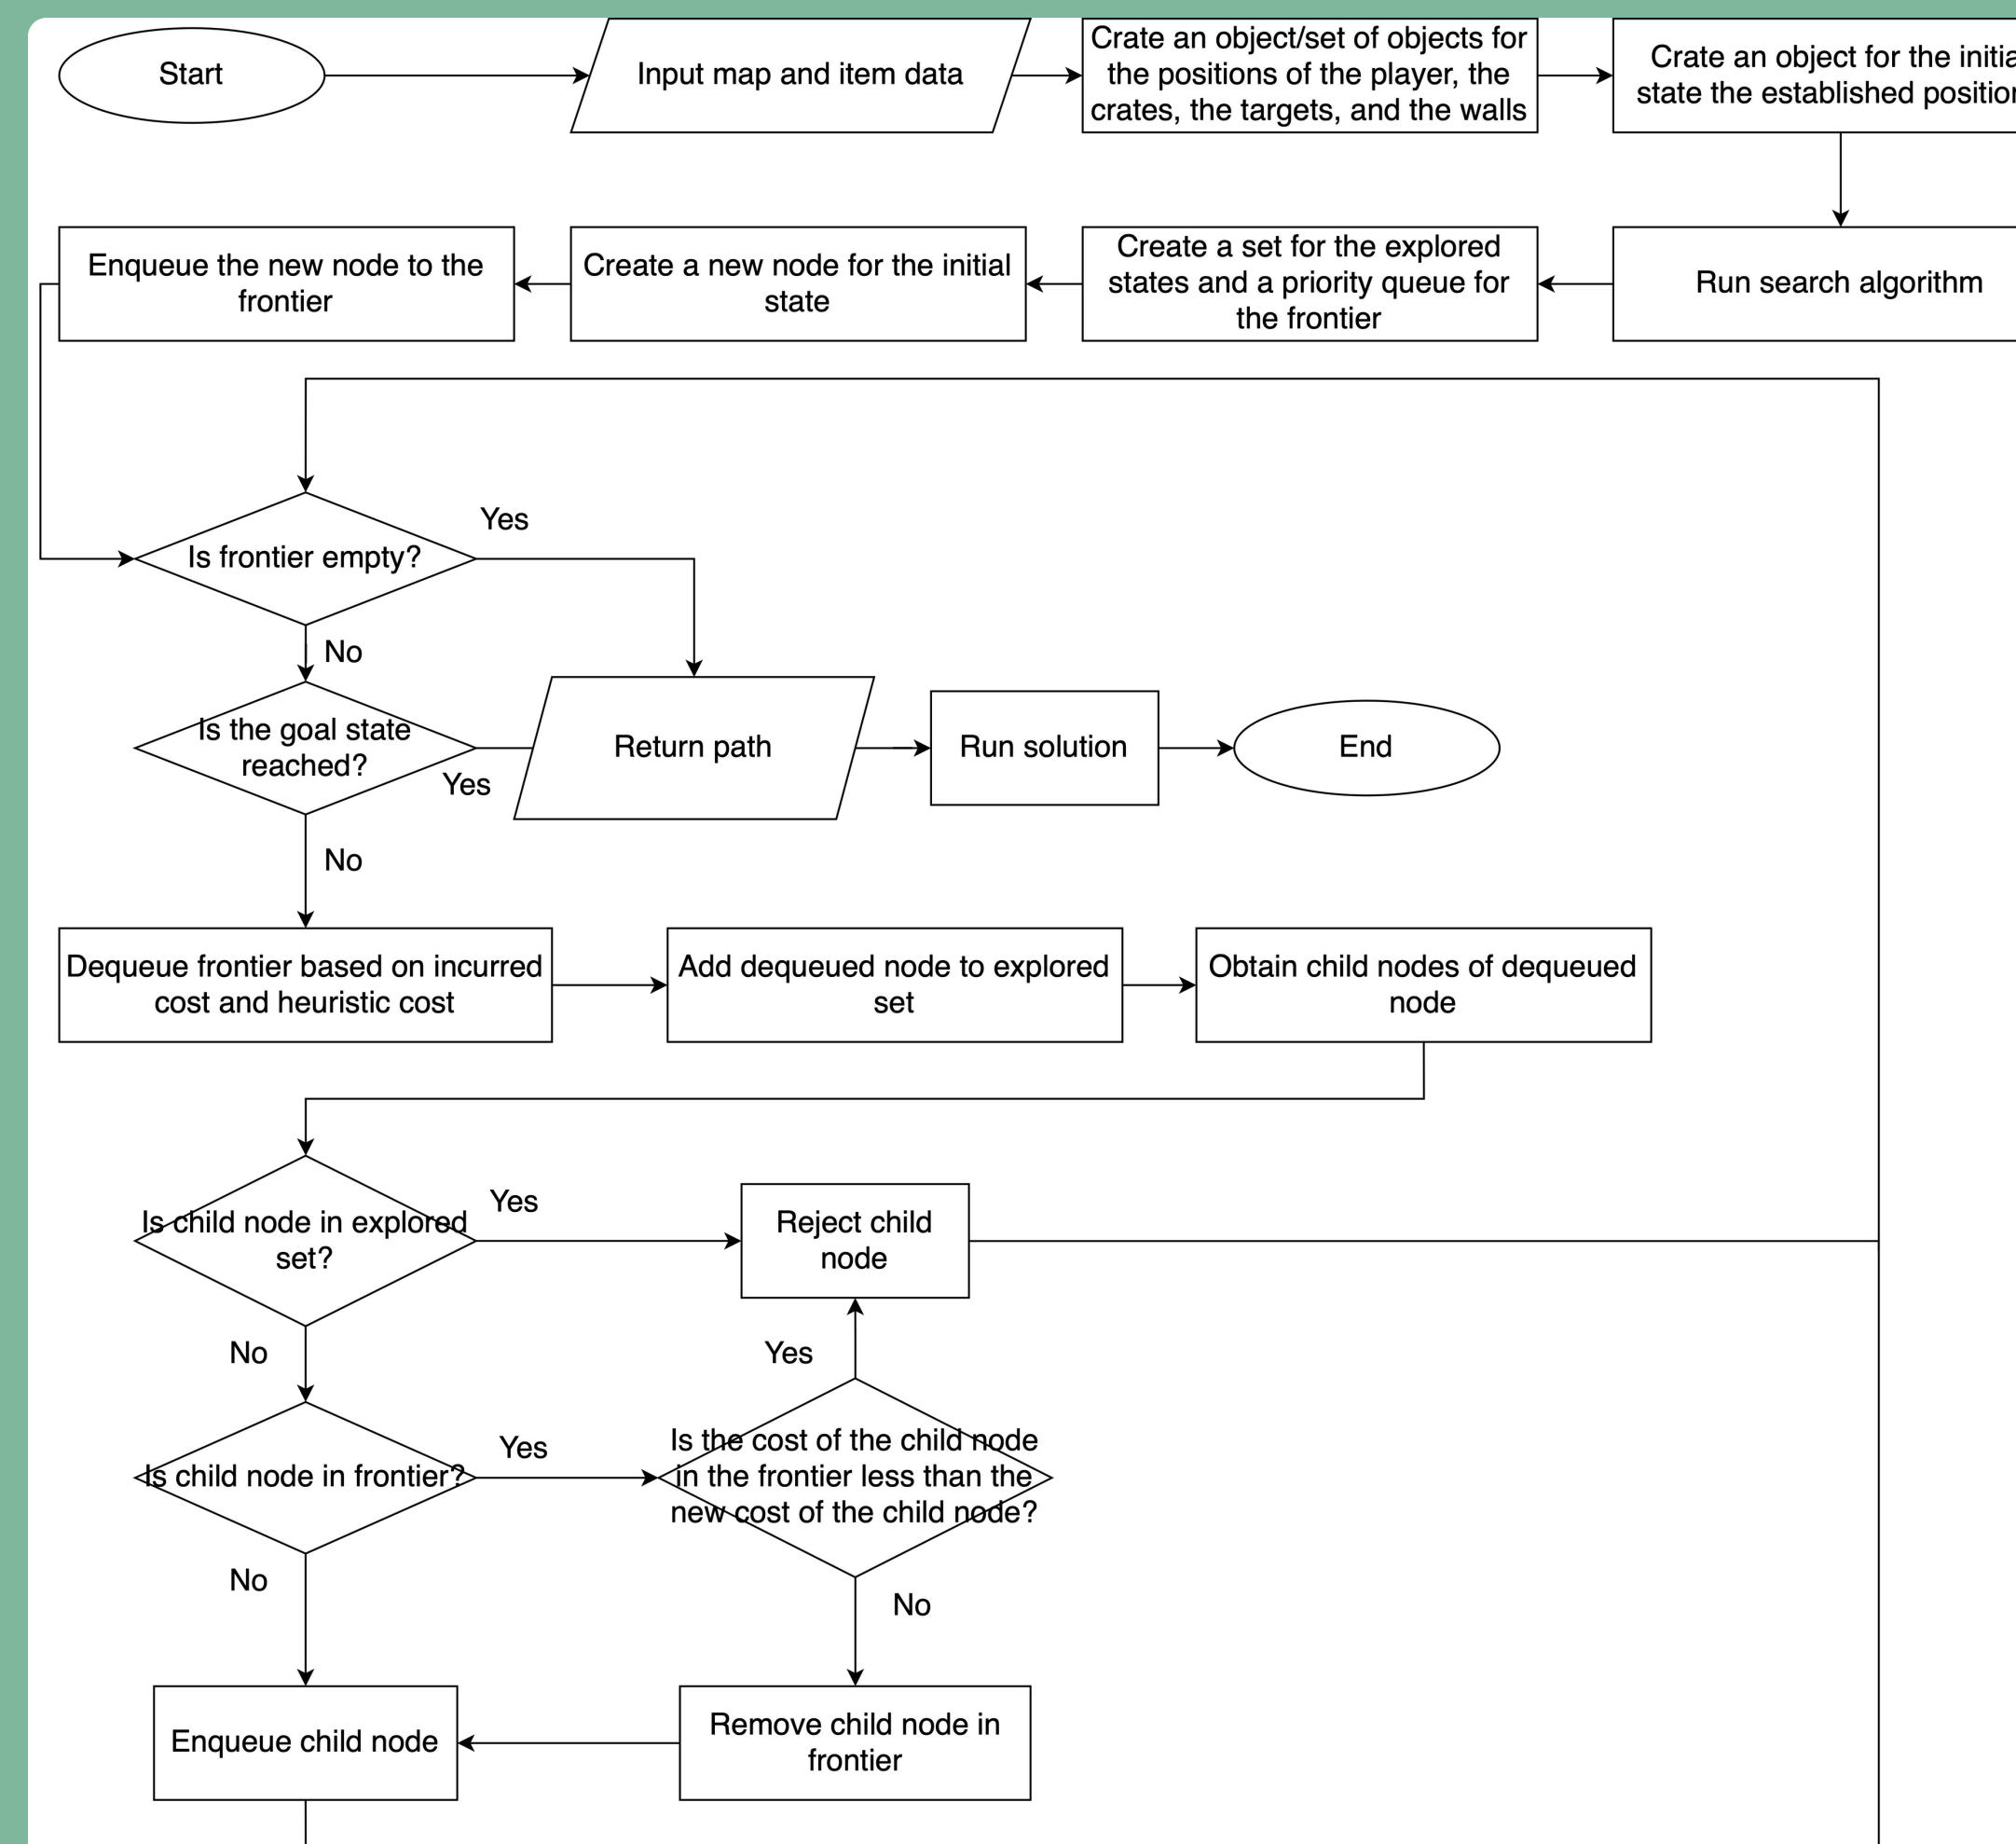 Start
Input map and item data
Crate an object/set of objects for
the positions of the player, the
crates, the targets, and the walls
Crate an object for the
state the established
Enqueue the new node to the
frontier
Create a new node for the initial
state
Create a set for the explored
states and a priority queue for
the frontier
Run search algorithm
Is frontier empty?
Yes
No
Is the goal state
reached?
Yes
Return path
Run solution
End
No
Dequeue frontier based on incurred
cost and heuristic cost
Add dequeued node to explored
set
Obtain child nodes of dequeued
node
Is child node in explored
set?
Yes
Reject child
node
No
Yes
Is child node in frontier?
Yes
Is the cost of the child node
in the frontier less than the
new cost of the child node?
No
No
Enqueue child node
Remove child node in
frontier